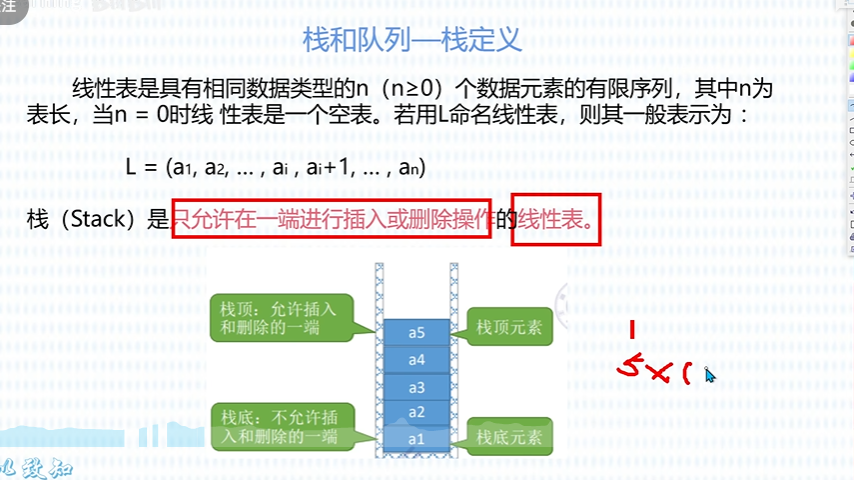 注
栈和队列—栈定义
线性表是具有相同数据类型的n（n≥0）个数据元素的有限序列，其中n为
表长，当n = 0时线 性表是一个空表。若用L命名线性表，则其一般表示为：
L = (a1, a2, … , ai , ai+1, … , an)
栈（Stack）是只允许在一端进行插入或删除操作的线性表。
栈顶：允许插入
和删除的一端
栈顶元素
a5
a4
a3
a2
a1
栈底：不允许插
入和删除的一端
栈底元素
1
5×(
以致知